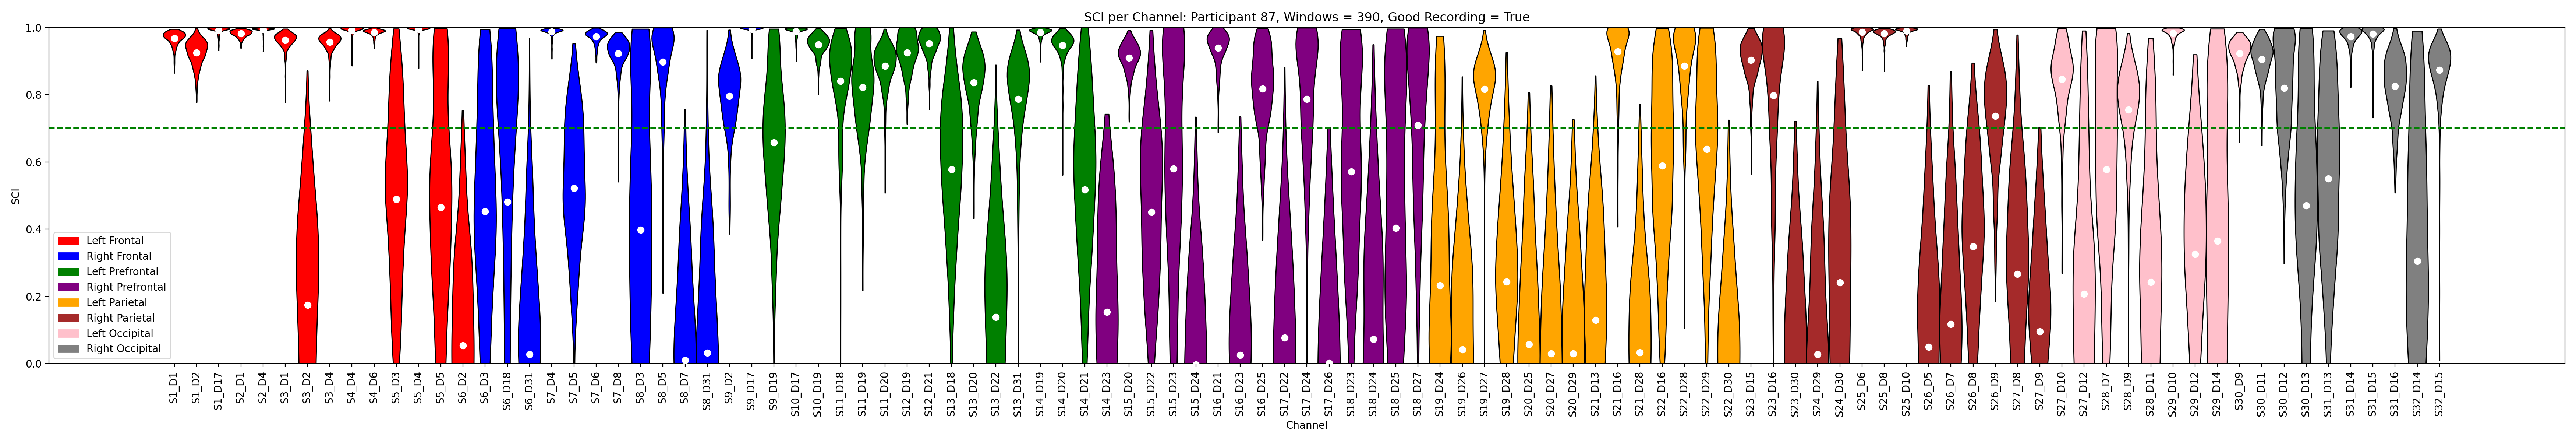 SCI per Channel: Participant 87, Windows = 390, Good Recording = True
1.0
0.8
0.6
0.4
0.2
0.0
SCI
Left Frontal
Right Frontal
Left Prefrontal
Right Prefrontal
Left Parietal
Right Parietal
Left Occipital
Right Occipital
S1_D1
S1_D2
S1_D17
S2_D1
S2_D4
S3_D1
S3_D2
S3_D4
S4_D4
S4_D6
S5_D3
S5_D4
S5_D5
S6_D2
S6_D3
S6_D18
S6_D31
S7_D4
S7_D5
S7_D6
S7_D8
S8_D3
S8_D5
S8_D7
S8_D31
S9_D2
S9_D17
S9_D19
S10_D17
S10_D19
S11_D18
S11_D19
S11_D20
S12_D19
S12_D21
S13_D18
S13_D20
S13_D22
S13_D31
S14_D19
S14_D20
S14_D21
S14_D23
S15_D20
S15_D22
S15_D23
S15_D24
S16_D21
S16_D23
S16_D25
S17_D22
S17_D24
S17_D26
S18_D23
S18_D24
S18_D25
S18_D27
S19_D24
S19_D26
S19_D27
S19_D28
S20_D25
S20_D27
S20_D29
S21_D13
S21_D16
S21_D28
S22_D16
S22_D28
S22_D29
S22_D30
S23_D15
S23_D16
S23_D30
S24_D29
S24_D30
S25_D6
S25_D8
S25_D10
S26_D5
S26_D7
S26_D8
S26_D9
S27_D8
S27_D9
S27_D10
S27_D12
S28_D7
S28_D9
S28_D11
S29_D10
S29_D12
S29_D14
S30_D9
S30_D11
S30_D12
S30_D13
S31_D13
S31_D14
S31_D15
S31_D16
S32_D14
S32_D15
Channel